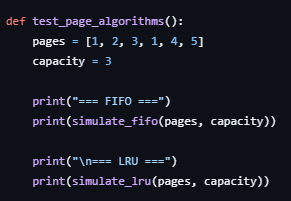 def test_page_algorithms():
    pages = [1, 2, 3, 1, 4, 5]
    capacity = 3

    print("=== FIFO ===")
    print(simulate_fifo(pages, capacity))

    print("\n=== LRU ===")
    print(simulate_lru(pages, capacity))